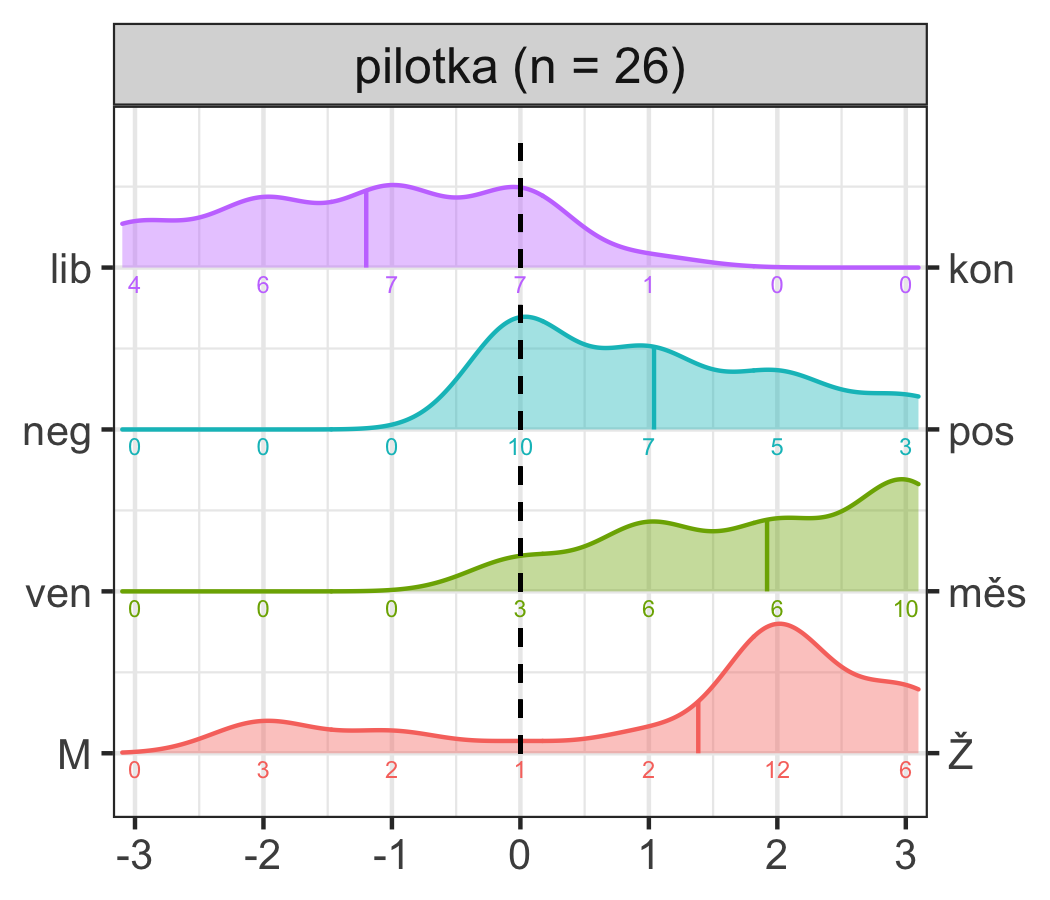 pilotka (n = 26)
lib kon
4 6 7 7 1 0 0
neg pos
0 0 0 10 7 5 3
ven měs
0 0 0 3 6 6 10
M Ž
0 3 2 1 2 12 6
-3 -2 -1 0 1 2 3